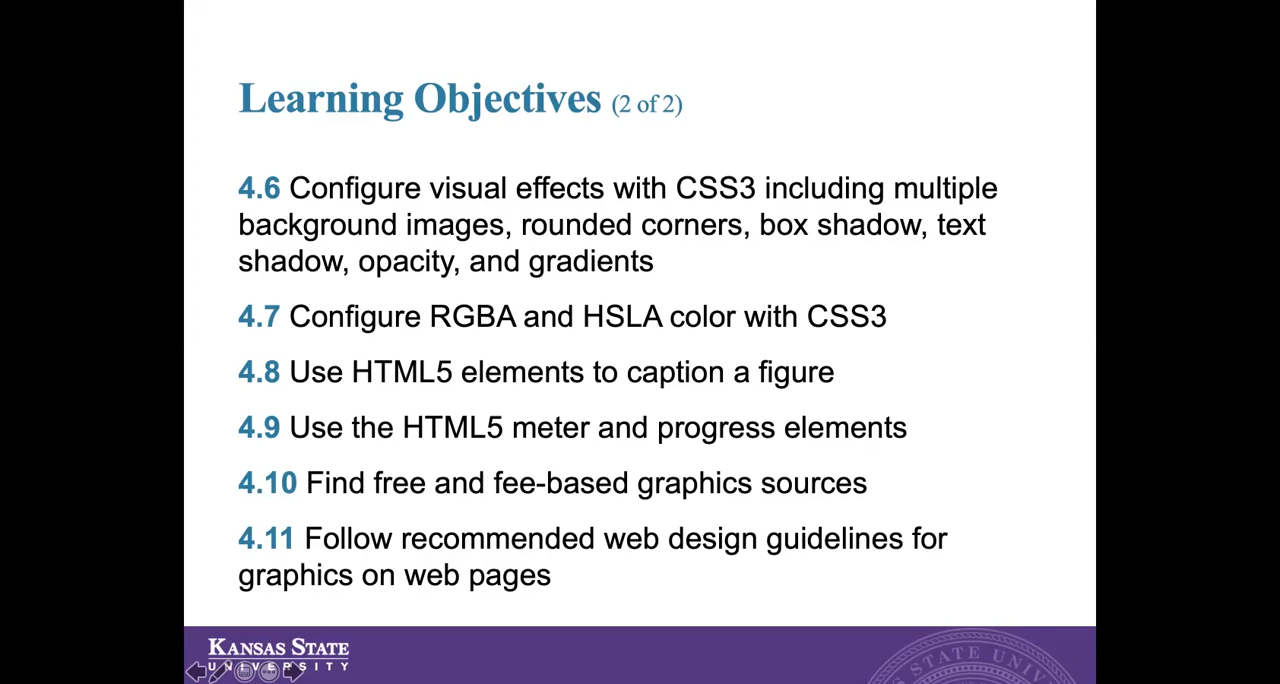 Learning Objectives (2 of 2)
4.6 Configure visual effects with CSS3 including multiple
background images, rounded corners, box shadow, text
shadow, opacity, and gradients
4.7 Configure RGBA and HSLA color with CSS3
4.8 Use HTML5 elements to caption a figure
4.9 Use the HTML5 meter and progress elements
4.10 Find free and fee-based graphics sources
4.11 Follow recommended web design guidelines for
graphics on web pages
KANSAS STATE
UNIVERSITY
STATE UNIV